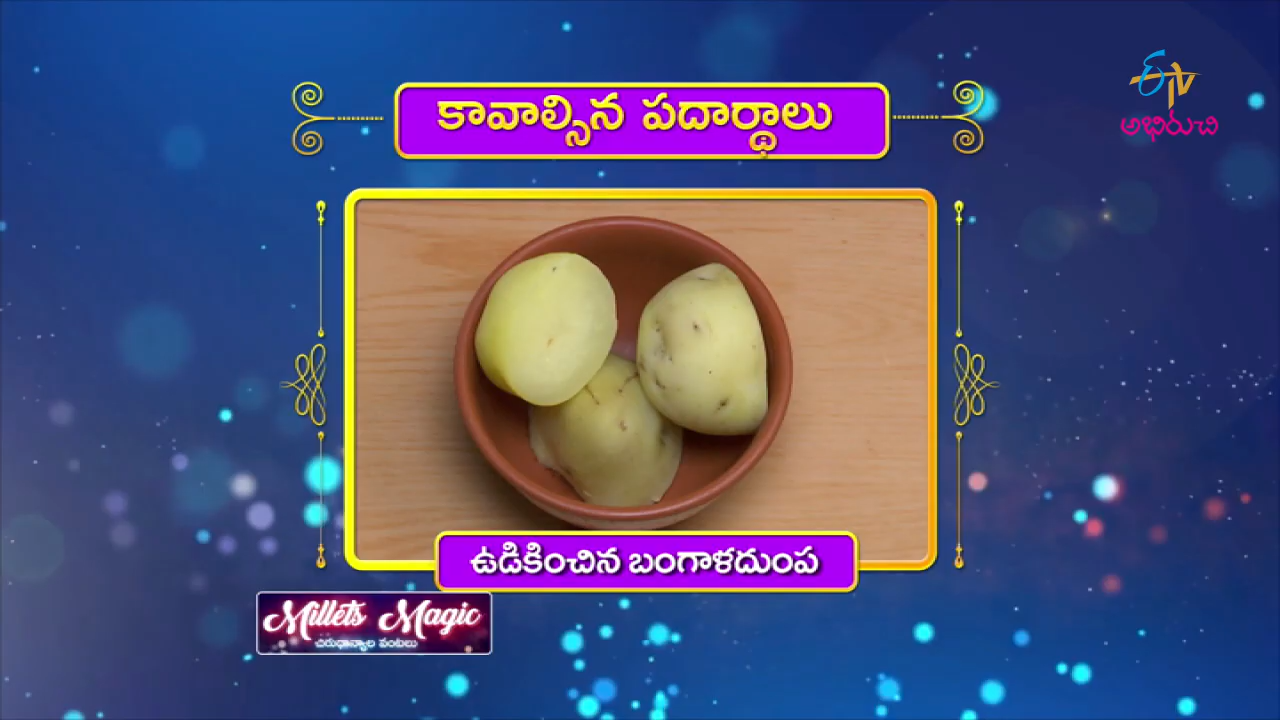 కావాల్సిన పదార్థాలు
ETV
అభిరుచి
ఉడికించిన బంగాళదుంప
Millets Magic
చిరుధాన్యాల వంటలు